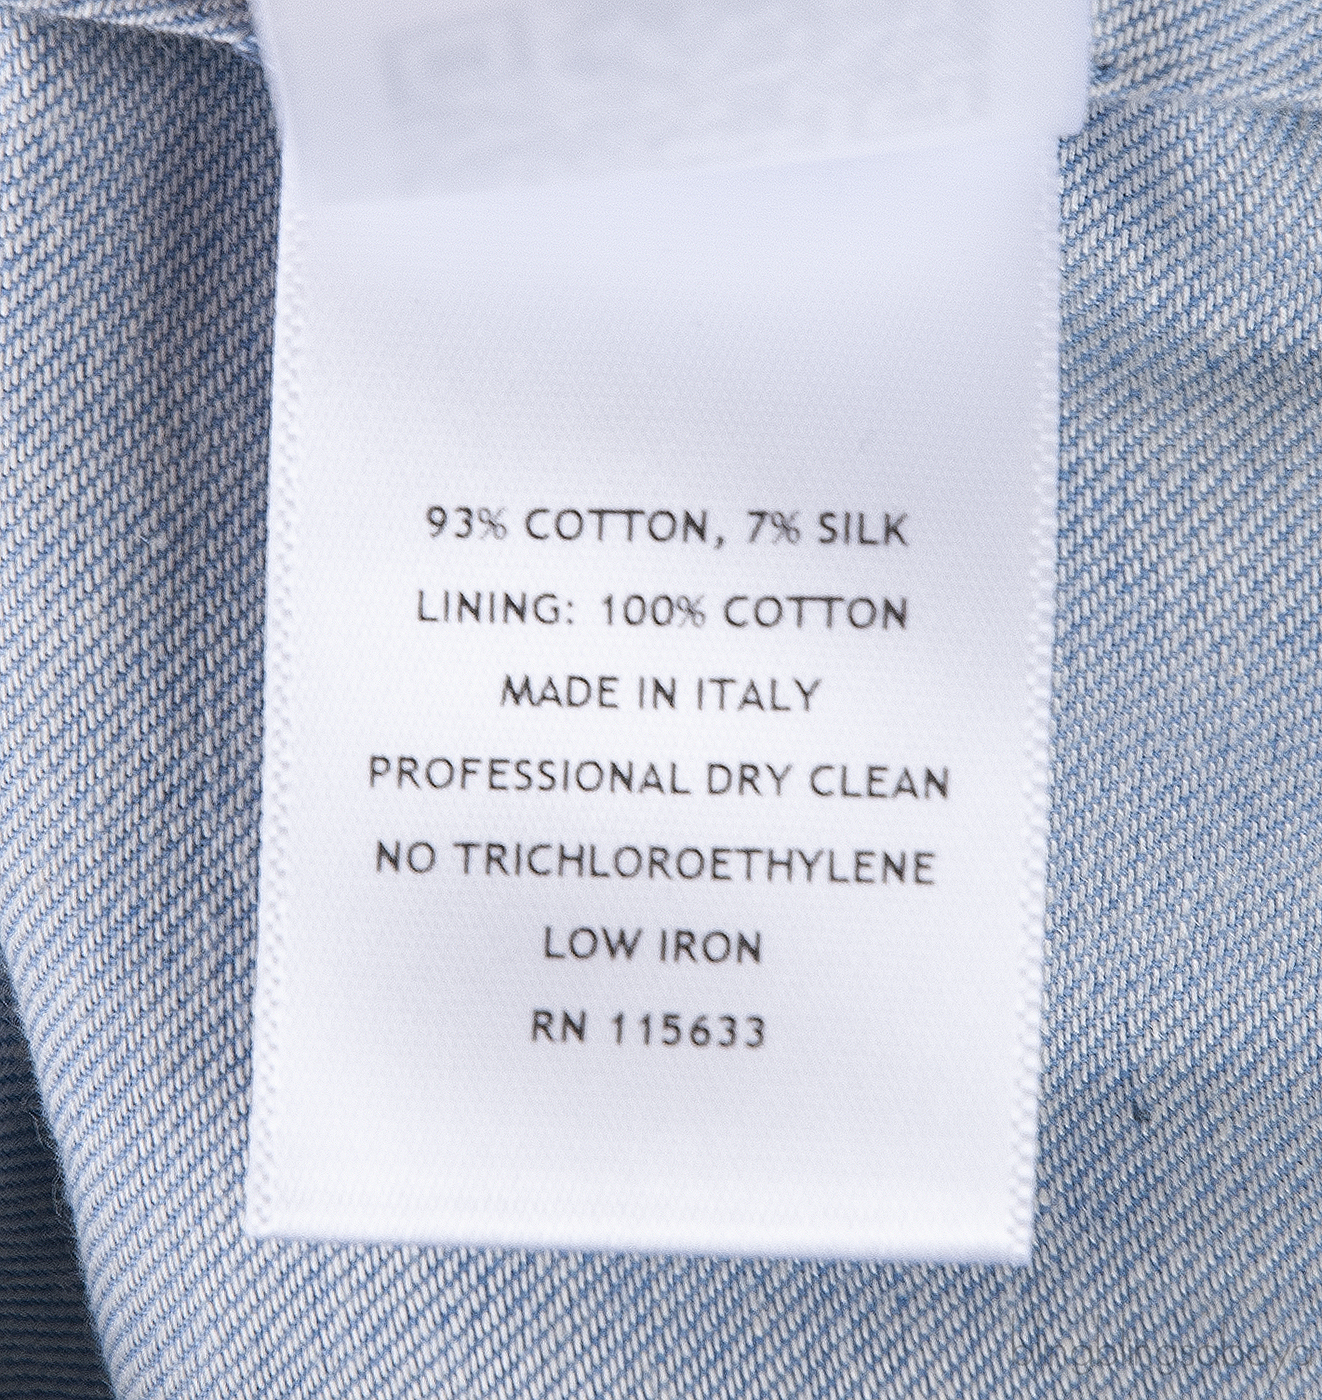 93% COTTON, 7% SILK
LINING: 100% COTTON
MADE IN ITALY
PROFESSIONAL DRY CLEAN
NO TRICHLOROETHYLENE
LOW IRON
RN 115633